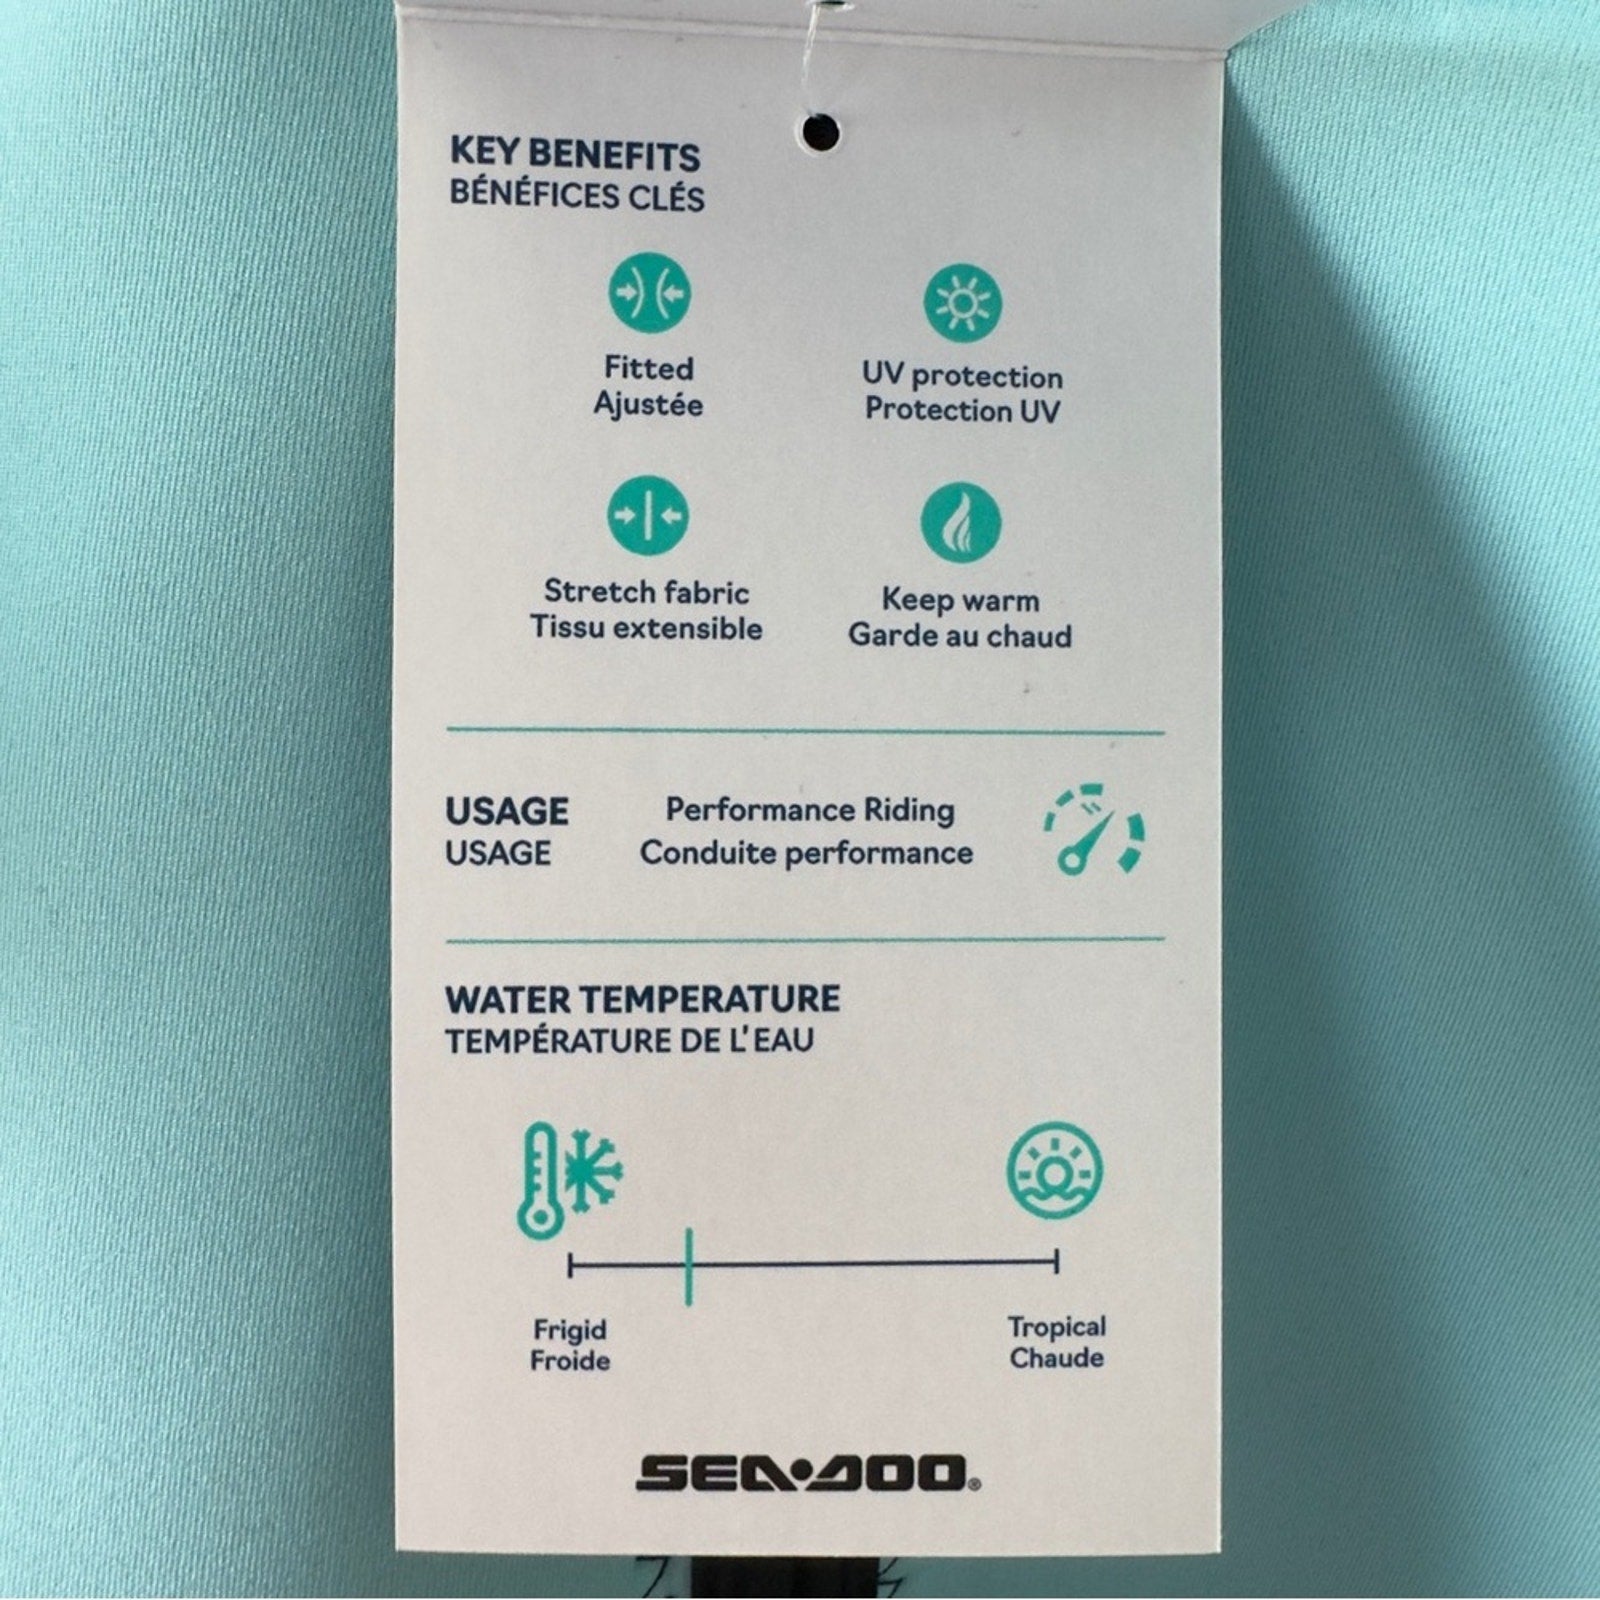 KEY BENEFITS
BÉNÉFICES CLÉS
Fitted
Ajustée
UV protection
Protection UV
Stretch fabric
Tissu extensible
Keep warm
Garde au chaud
USAGE
USAGE
Performance Riding
Conduite performance
WATER TEMPERATURE
TEMPÉRATURE DE L'EAU
Frigid
Froide
Tropical
Chaude
SEA•DOO®